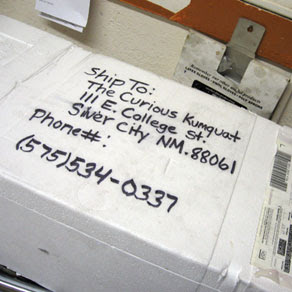 Ship To:
The Curious Kumquat
111 E. College St.
Silver City NM. 88061
Phone#:
(575)534-0337